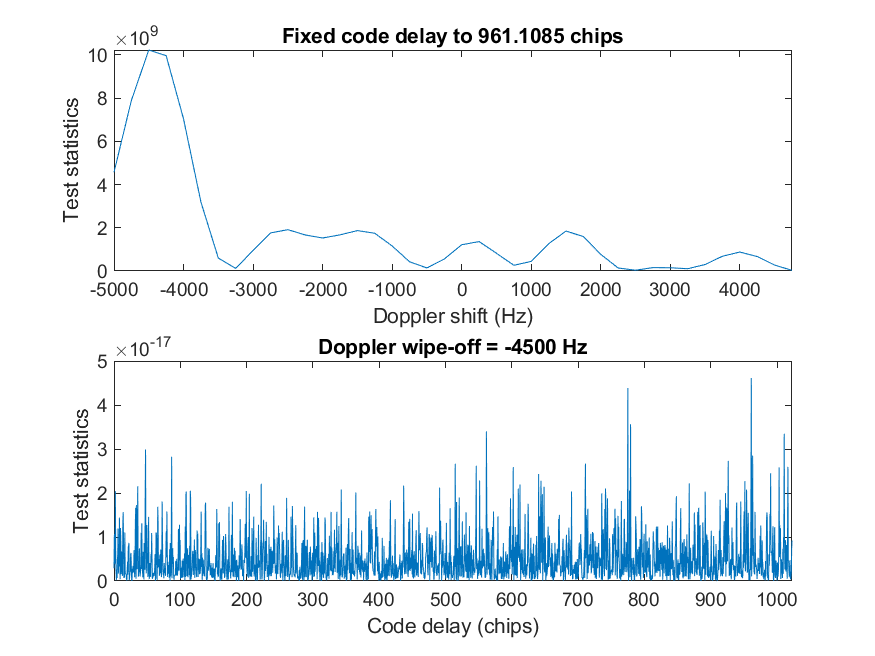 ×10^9
Fixed code delay to 961.1085 chips
10
8
6
4
2
0
Test statistics
-5000 -4000 -3000 -2000 -1000 0 1000 2000 3000 4000
Doppler shift (Hz)
×10^-17
Doppler wipe-off = -4500 Hz
5
4
3
2
1
0
Test statistics
0 100 200 300 400 500 600 700 800 900 1000
Code delay (chips)